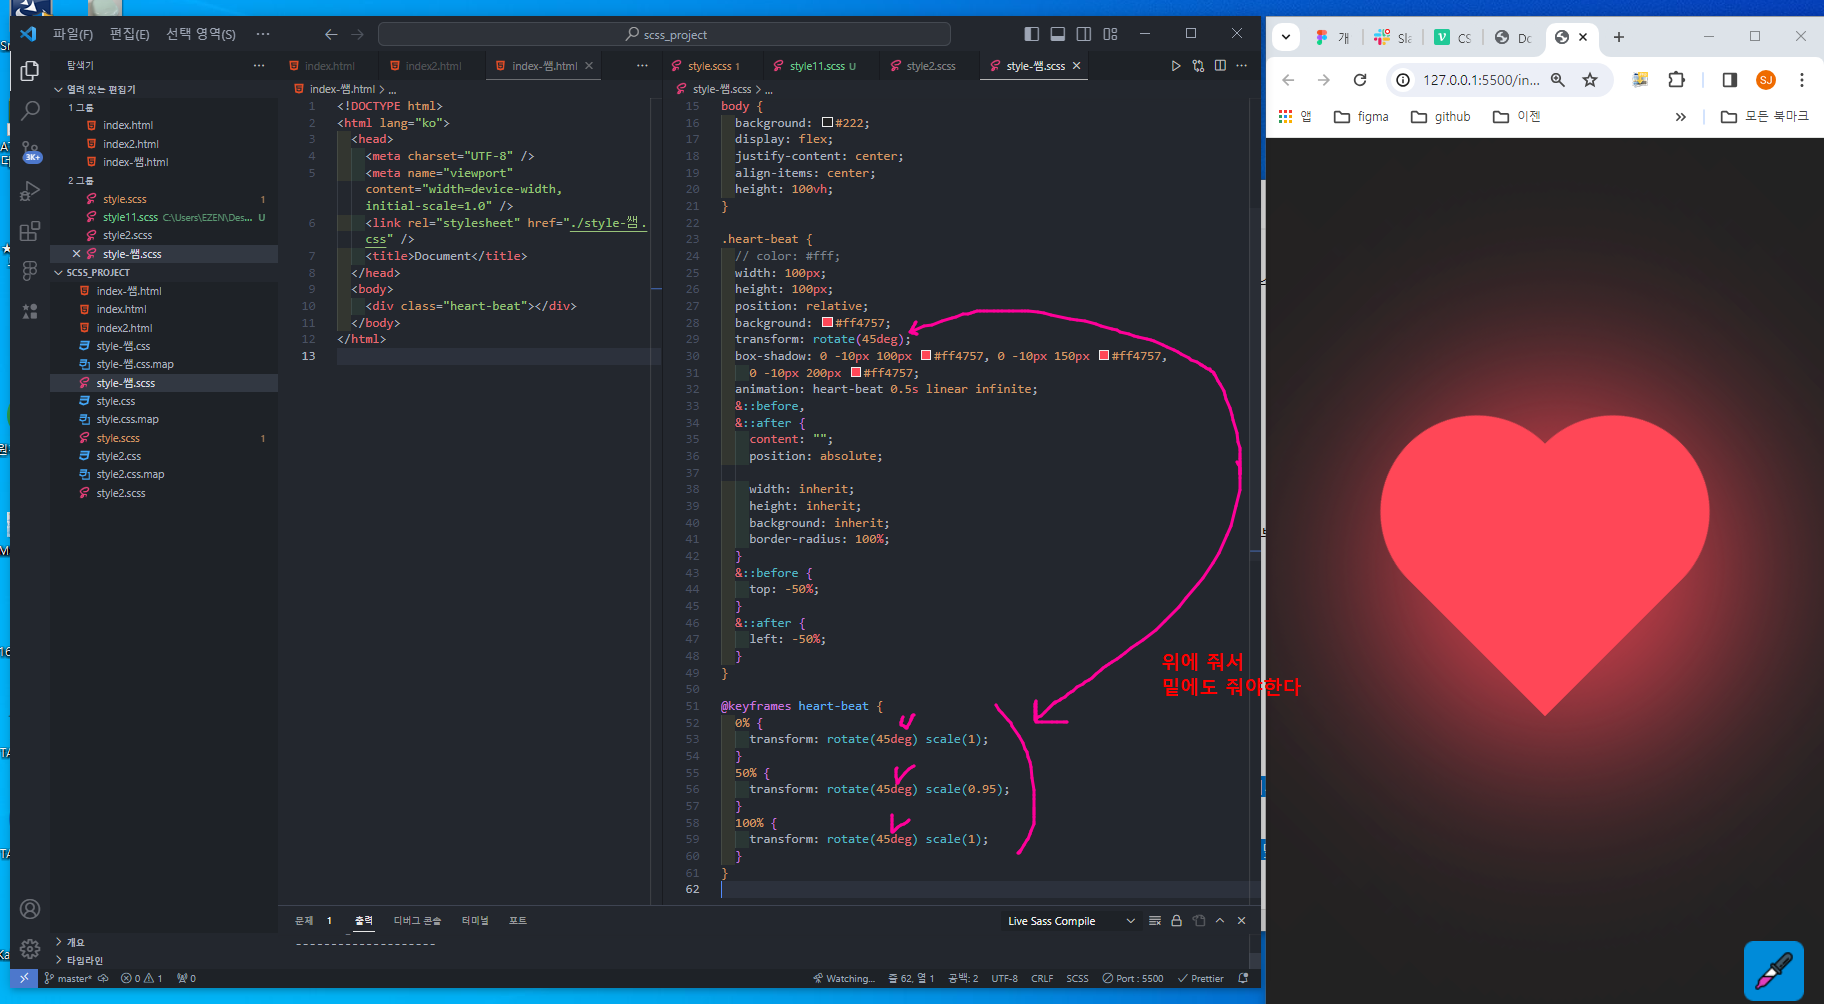 파일(F) 편집(E) 선택 영역(S) ···
scss_project
탐색기
열려 있는 편집기
1 그룹
index.html
index2.html
index-쌤.html
2 그룹
style.scss 1
style11.scss C:\Users\EZEN\Des... U
style2.scss
style-쌤.scss
SCSS_PROJECT
index-쌤.html
index.html
index2.html
style-쌤.css
style-쌤.css.map
style-쌤.scss
style.css
style.css.map
style.scss 1
style2.css
style2.css.map
style2.scss
개요
타임라인
3K+
index.html index2.html index-쌤.html
index-쌤.html > ...
1 <!DOCTYPE html>
2 <html lang="ko">
3 <head>
4 <meta charset="UTF-8" />
5 <meta name="viewport"
content="width=device-width,
initial-scale=1.0" />
6 <link rel="stylesheet" href="./style-쌤.
css" />
7 <title>Document</title>
8 </head>
9 <body>
10 <div class="heart-beat"></div>
11 </body>
12 </html>
13
style.scss 1 style11.scss U style2.scss style-쌤.scss
style-쌤.scss > ...
15 body {
16 background: #222;
17 display: flex;
18 justify-content: center;
19 align-items: center;
20 height: 100vh;
21 }
22
23 .heart-beat {
24 // color: #fff;
25 width: 100px;
26 height: 100px;
27 position: relative;
28 background: #ff4757;
29 transform: rotate(45deg);
30 box-shadow: 0 -10px 100px #ff4757, 0 -10px 150px #ff4757,
31 0 -10px 200px #ff4757;
32 animation: heart-beat 0.5s linear infinite;
33 &::before,
34 &::after {
35 content: "";
36 position: absolute;
37
38 width: inherit;
39 height: inherit;
40 background: inherit;
41 border-radius: 100%;
42 }
43 &::before {
44 top: -50%;
45 }
46 &::after {
47 left: -50%;
48 }
49 }
50
51 @keyframes heart-beat {
52 0% {
53 transform: rotate(45deg) scale(1);
54 }
55 50% {
56 transform: rotate(45deg) scale(0.95);
57 }
58 100% {
59 transform: rotate(45deg) scale(1);
60 }
61 }
62
위에 줘서
밑에도 줘야한다
문제 1 출력 디버그 콘솔 터미널 포트
Live Sass Compile
--------------------
master* 0 1 0
Watching... 줄 62, 열 1 공백: 2 UTF-8 CRLF SCSS Port : 5500 Prettier
개 Sla CS Do
127.0.0.1:5500/in...
SJ
앱 figma github 이젠 » 모든 북마크